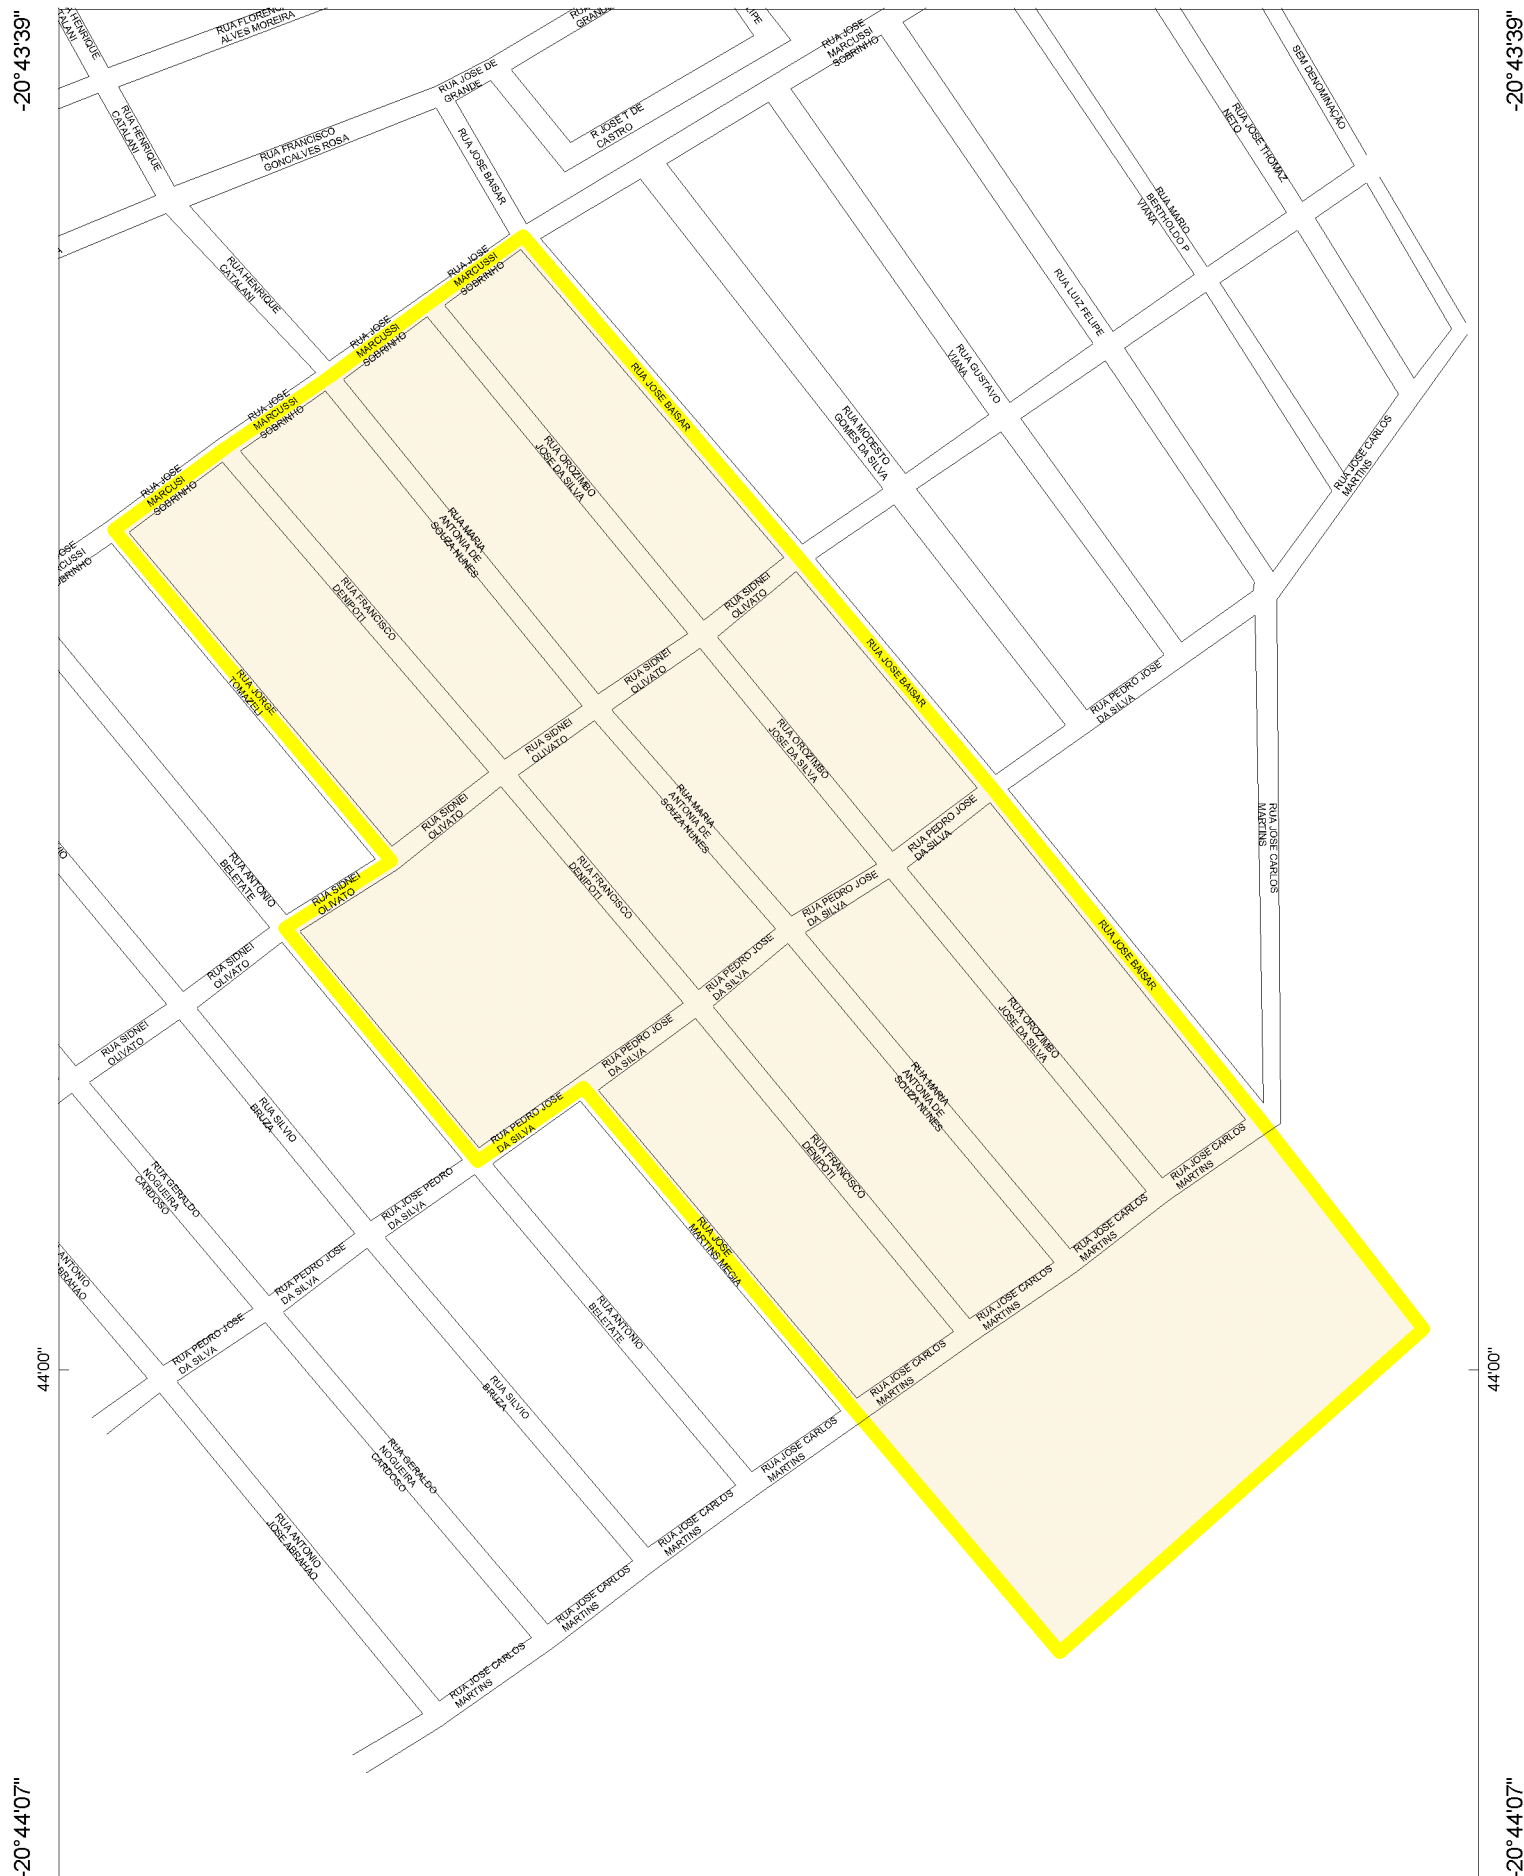 -20°43'39"
-20°43'39"
RUA HENRIQUE
ALVES MOREIRA
RUA JOSE
MARCUSSI
SOBRINHO
SEM DENOMINAÇÃO
RUA HENRIQUE
CATALANI
RUA JOSE DE
GRANDE
R JOSE T DE
CASTRO
RUA JOSE THOMAZ
NETO
RUA FRANCISCO
GONCALVES ROSA
RUA JOSE BAISAR
RUA MARIO
BERTHOLDO P
VIANA
RUA HENRIQUE
CATALANI
RUA JOSE
MARCUSSI
SOBRINHO
RUA LUIZ FELIPE
RUA JOSE
MARCUSSI
SOBRINHO
RUA GUSTAVO
VIANA
RUA JOSE BAISAR
RUA JOSE
MARCUSSI
SOBRINHO
RUA MODESTO
GOMES DA SILVA
RUA JOSE CARLOS
MARTINS
RUA OROZIMBO
JOSE DA SILVA
RUA JOSE
MARCUSI
SOBRINHO
RUA MARIA
ANTONIA DE
SOUZA NUNES
RUA FRANCISCO
DENIPOTI
RUA SIDNEI
OLIVATO
RUA JOSE BAISAR
RUA SIDNEI
OLIVATO
RUA PEDRO JOSE
DA SILVA
RUA JORGE
TOMAZELI
RUA SIDNEI
OLIVATO
RUA OROZIMBO
JOSE DA SILVA
RUA SIDNEI
OLIVATO
RUA MARIA
ANTONIA DE
SOUZA NUNES
RUA PEDRO JOSE
DA SILVA
RUA JOSE CARLOS
MARTINS
RUA ANTONIO
BELETATE
RUA SIDNEI
OLIVATO
RUA FRANCISCO
DENIPOTI
RUA PEDRO JOSE
DA SILVA
RUA SIDNEI
OLIVATO
RUA PEDRO JOSE
DA SILVA
RUA JOSE BAISAR
RUA SIDNEI
OLIVATO
RUA PEDRO JOSE
DA SILVA
RUA OROZIMBO
JOSE DA SILVA
RUA SILVIO
BRUZA
RUA PEDRO JOSE
DA SILVA
RUA MARIA
ANTONIA DE
SOUZA NUNES
RUA GERALDO
NOGUEIRA
CARDOSO
RUA JOSE PEDRO
DA SILVA
RUA FRANCISCO
DENIPOTI
RUA JOSE CARLOS
MARTINS
RUA PEDRO JOSE
DA SILVA
RUA JOSE
MARTINS MEGIA
RUA JOSE CARLOS
MARTINS
RUA PEDRO JOSE
DA SILVA
RUA ANTONIO
BELETATE
RUA JOSE CARLOS
MARTINS
44'00"
44'00"
RUA SILVIO
BRUZA
RUA JOSE CARLOS
MARTINS
RUA GERALDO
NOGUEIRA
CARDOSO
RUA JOSE CARLOS
MARTINS
RUA ANTONIO
JOSE ABRAHAO
RUA JOSE CARLOS
MARTINS
RUA JOSE CARLOS
MARTINS
RUA JOSE CARLOS
MARTINS
-20°44'07"
-20°44'07"